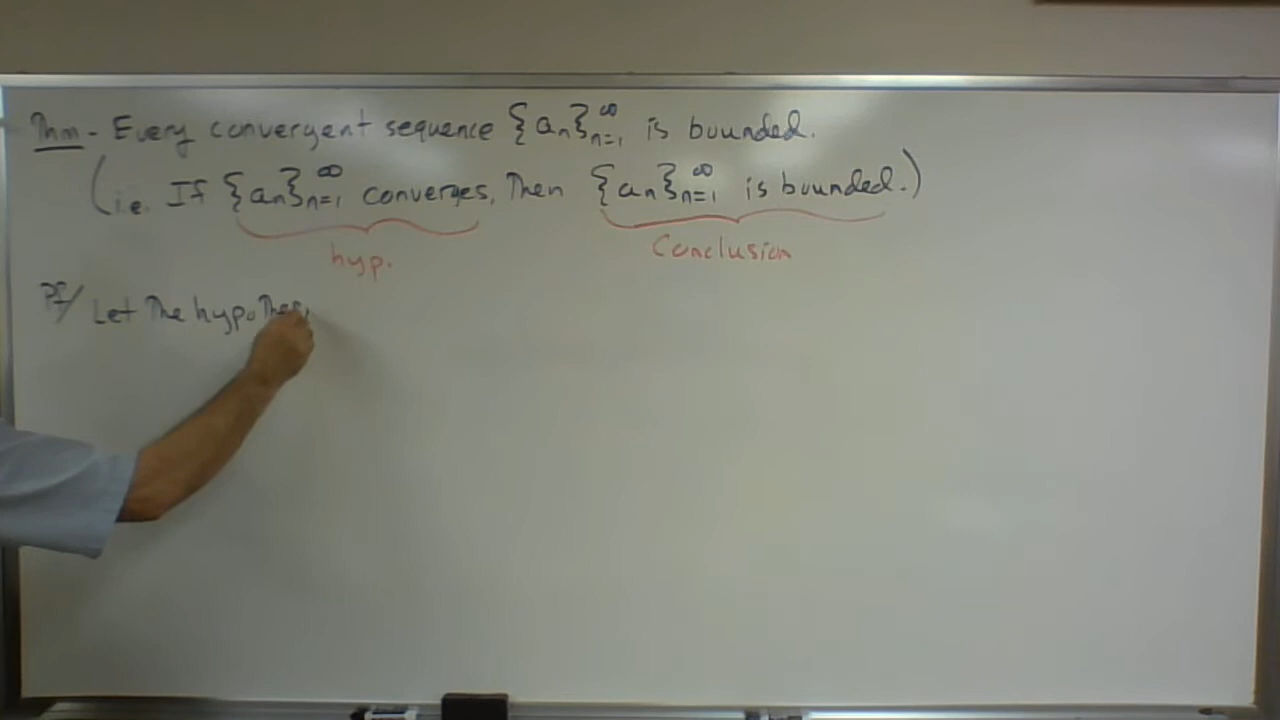 Thm - Every convergent sequence {aₙ}ₙ₌₁^∞ is bounded.
(i.e. If {aₙ}ₙ₌₁^∞ converges, Then {aₙ}ₙ₌₁^∞ is bounded.)
hyp. Conclusion
Pf/ Let The hypothes